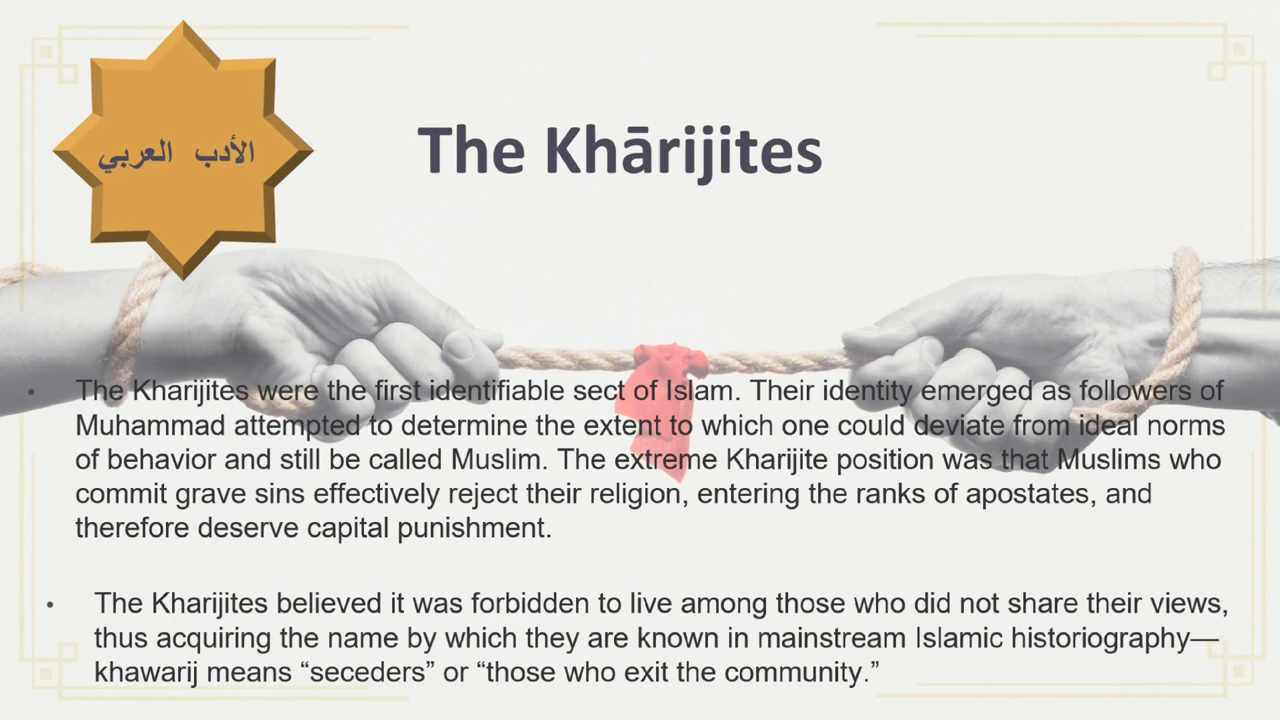 الأدب العربي
The Khārijites
• The Kharijites were the first identifiable sect of Islam. Their identity emerged as followers of
Muhammad attempted to determine the extent to which one could deviate from ideal norms
of behavior and still be called Muslim. The extreme Kharijite position was that Muslims who
commit grave sins effectively reject their religion, entering the ranks of apostates, and
therefore deserve capital punishment.
• The Kharijites believed it was forbidden to live among those who did not share their views,
thus acquiring the name by which they are known in mainstream Islamic historiography—
khawarij means “seceders” or “those who exit the community.”